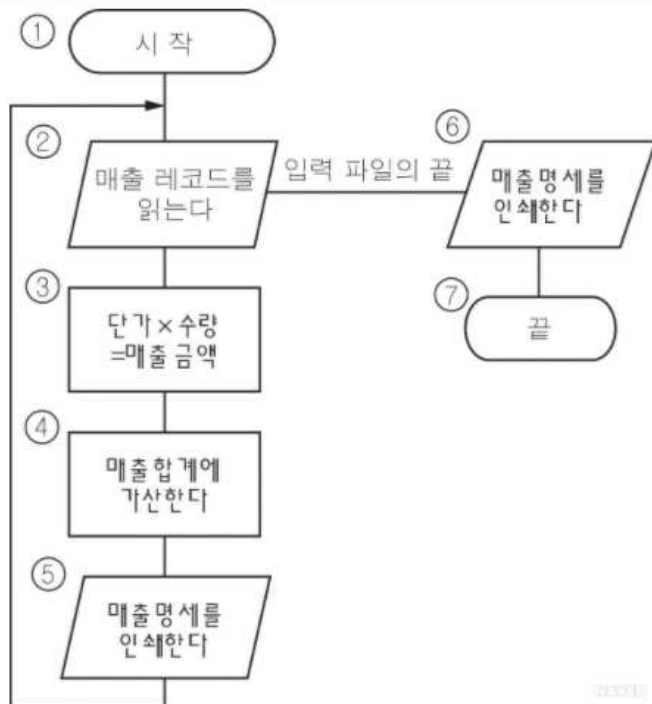 ① 시 작
② 매출 레코드를
읽는다
입력 파일의 끝
⑥ 매출명세를
인쇄한다
③ 단가×수량
=매출금액
⑦ 끝
④ 매출합계에
가산한다
⑤ 매출명세를
인쇄한다
NAVER